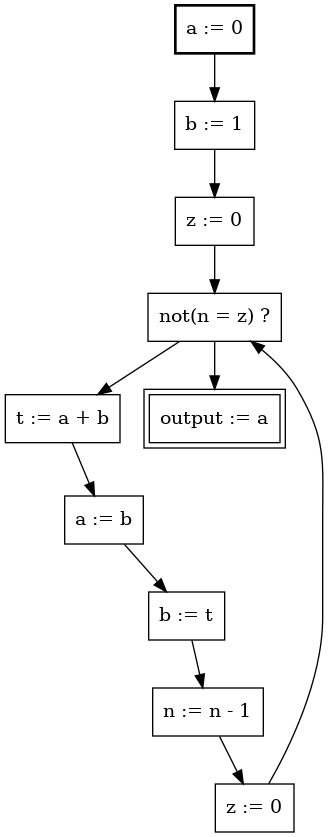 a := 0
b := 1
z := 0
not(n = z) ?
t := a + b
output := a
a := b
b := t
n := n - 1
z := 0